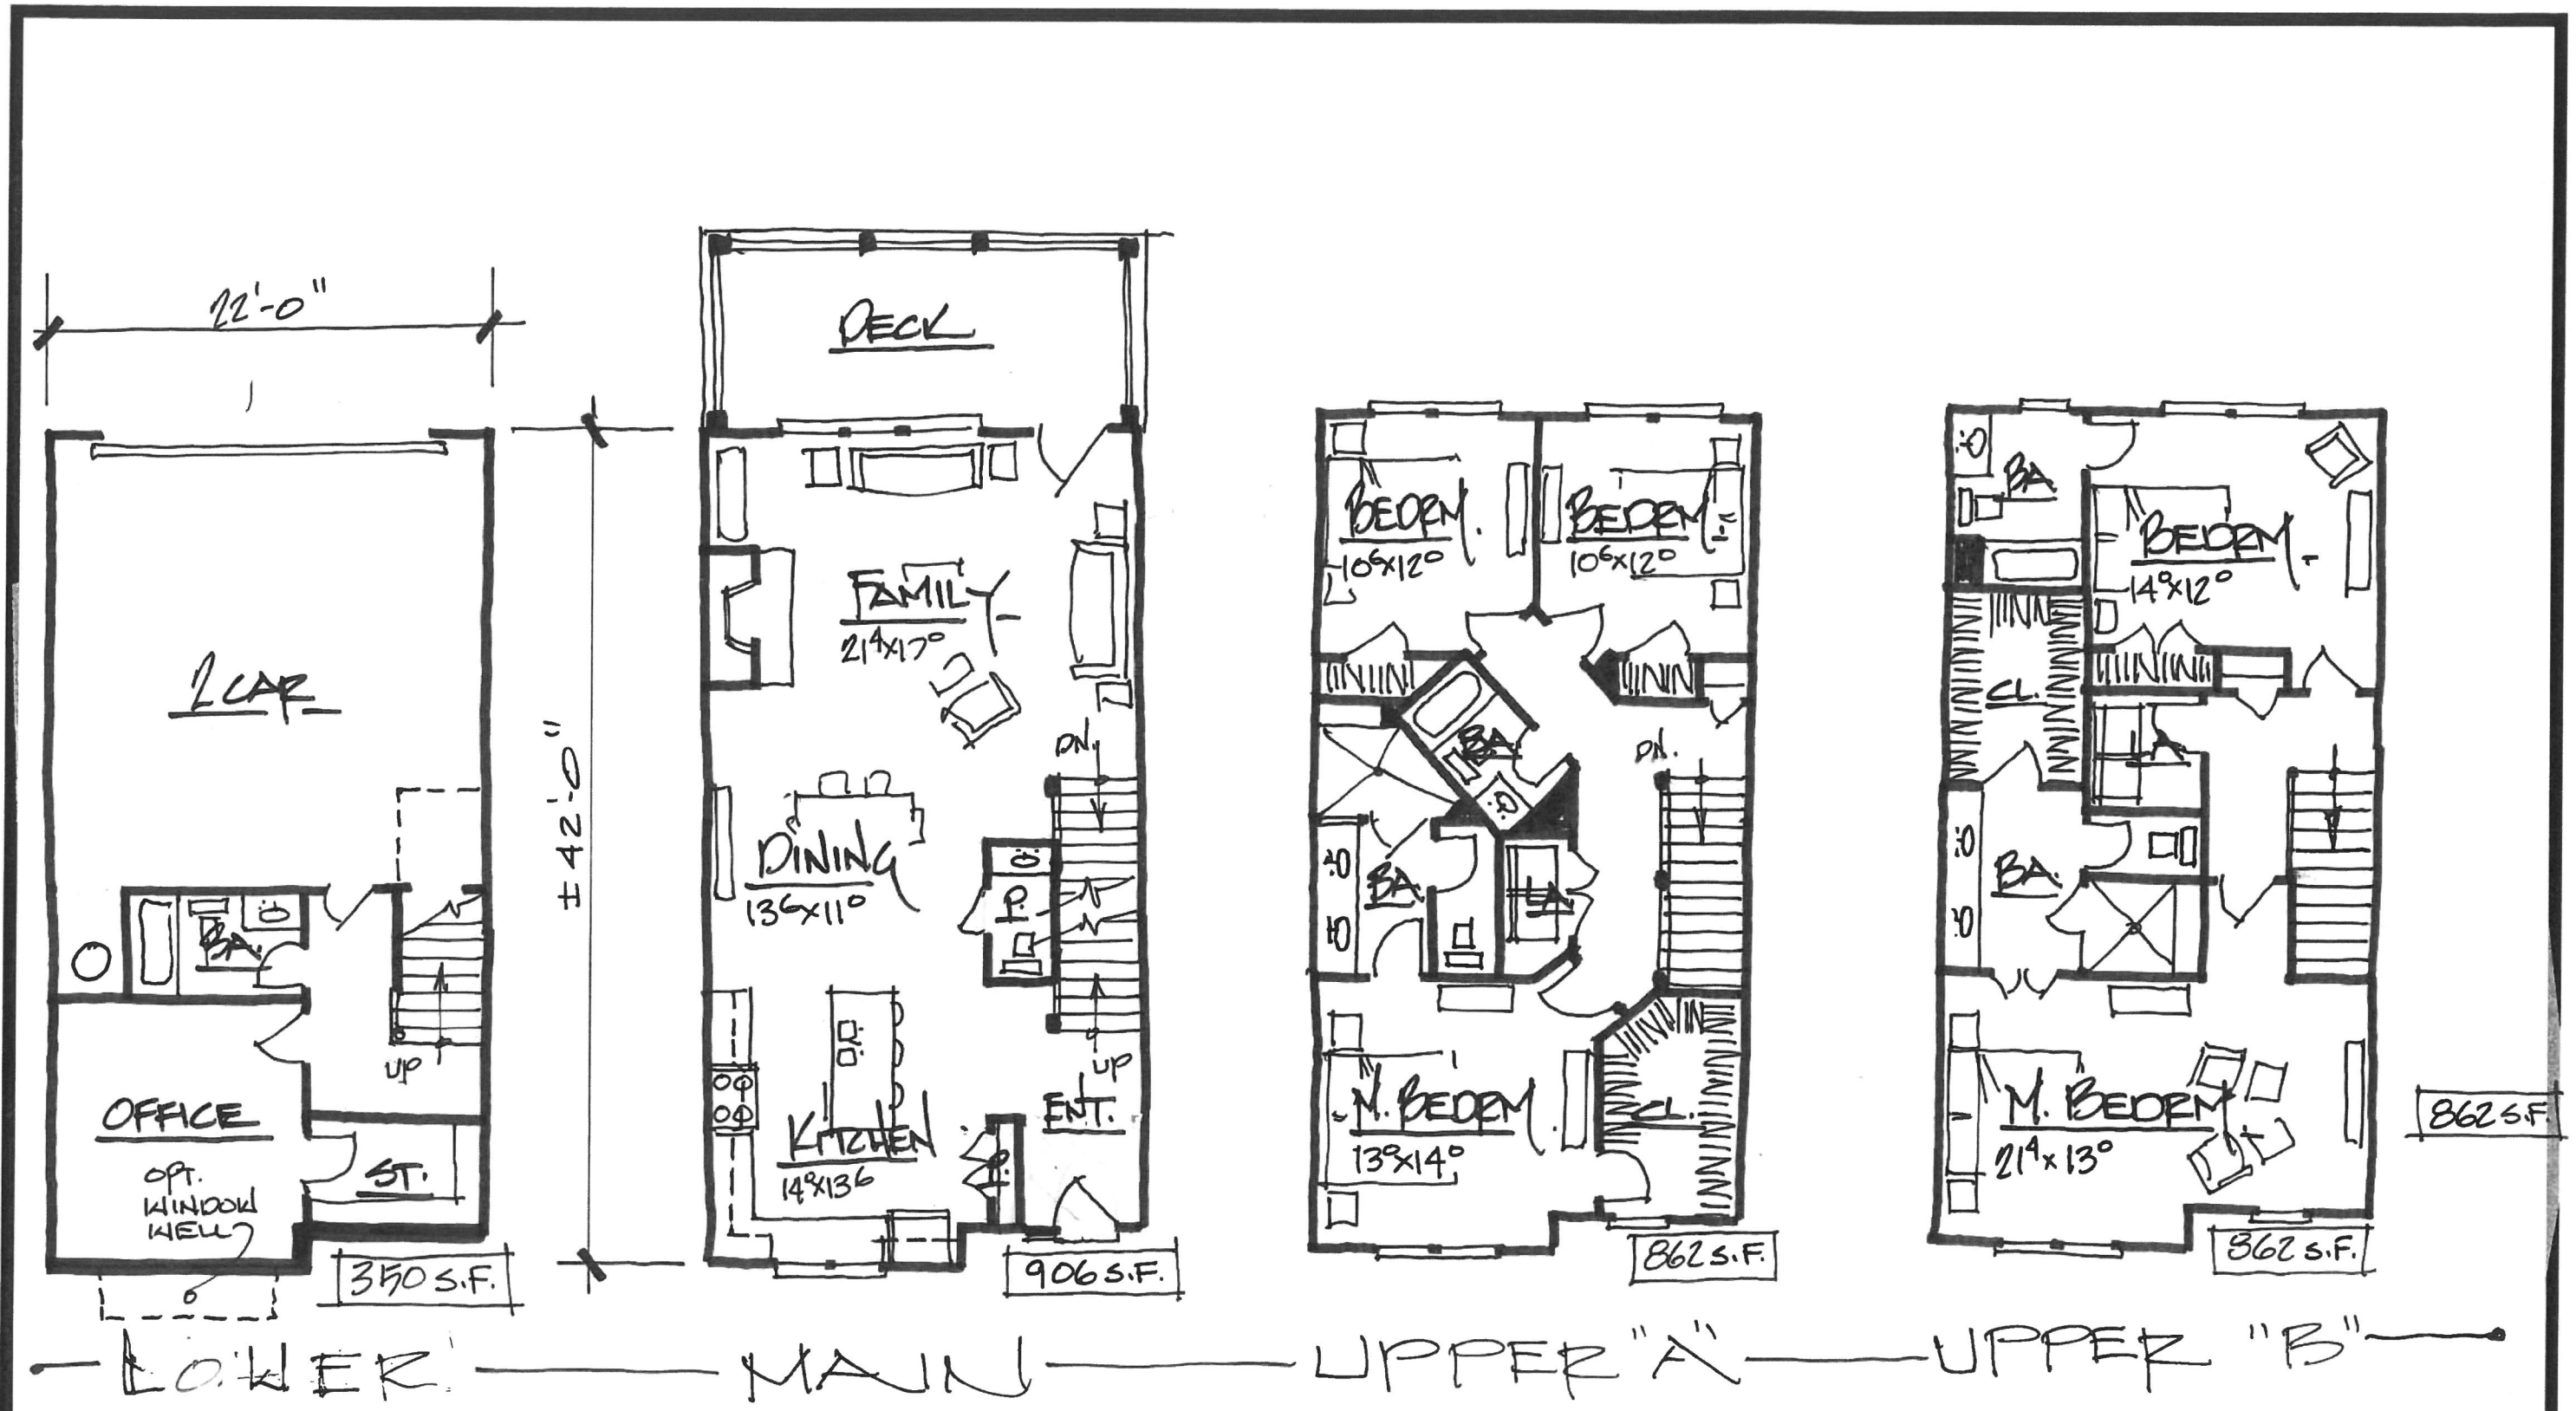 22'-0"
± 42'-0"
2 CAR
BA.
UP
OFFICE
OPT.
WINDOW
WELL
ST.
350 S.F.
LOWER
DECK
FAMILY
21⁴x17⁰
DN.
DINING
13⁶x11⁰
P.
UP
ENT.
KITCHEN
14⁰x13⁶
P.
906 S.F.
MAIN
BEDRM.
10⁶x12⁰
BEDRM.
10⁶x12⁰
BA.
DN.
BA.
LA.
M. BEDRM.
13⁰x14⁰
CL.
862 S.F.
UPPER "A"
BA.
BEDRM.
14⁰x12⁰
CL.
LA.
BA.
M. BEDRM
21⁴x13⁰
862 S.F.
862 S.F.
UPPER "B"